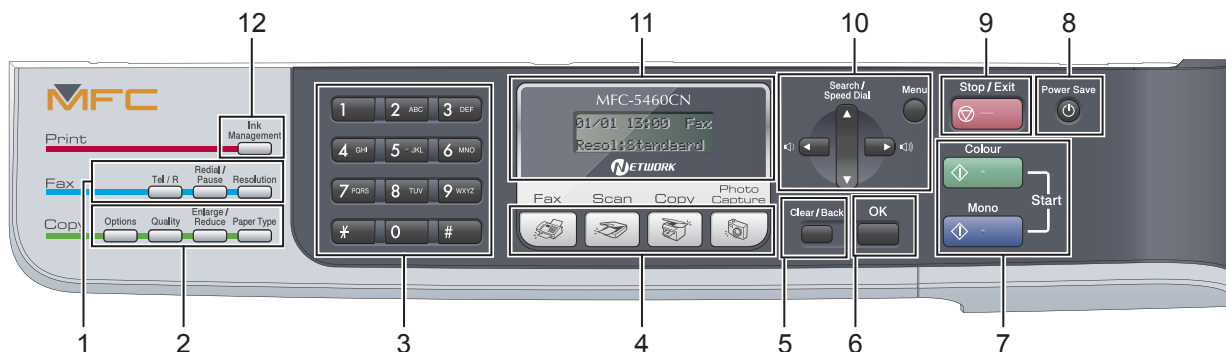 12 11 10 9 8
MFC
Print
Ink
Management
Fax
Tel / R
Redial /
Pause
Resolution
Copy
Options
Quality
Enlarge /
Reduce
Paper Type
1
2 ABC
3 DEF
4 GHI
5 JKL
6 MNO
7 PQRS
8 TUV
9 WXYZ
*
0
#
MFC-5460CN
01/01 13:00 Fax
Resol:Standaard
NETWORK
Fax
Scan
Copy
Photo
Capture
Search /
Speed Dial
Menu
Clear / Back
OK
Stop / Exit
Power Save
Colour
Mono
Start
1 2 3 4 5 6 7